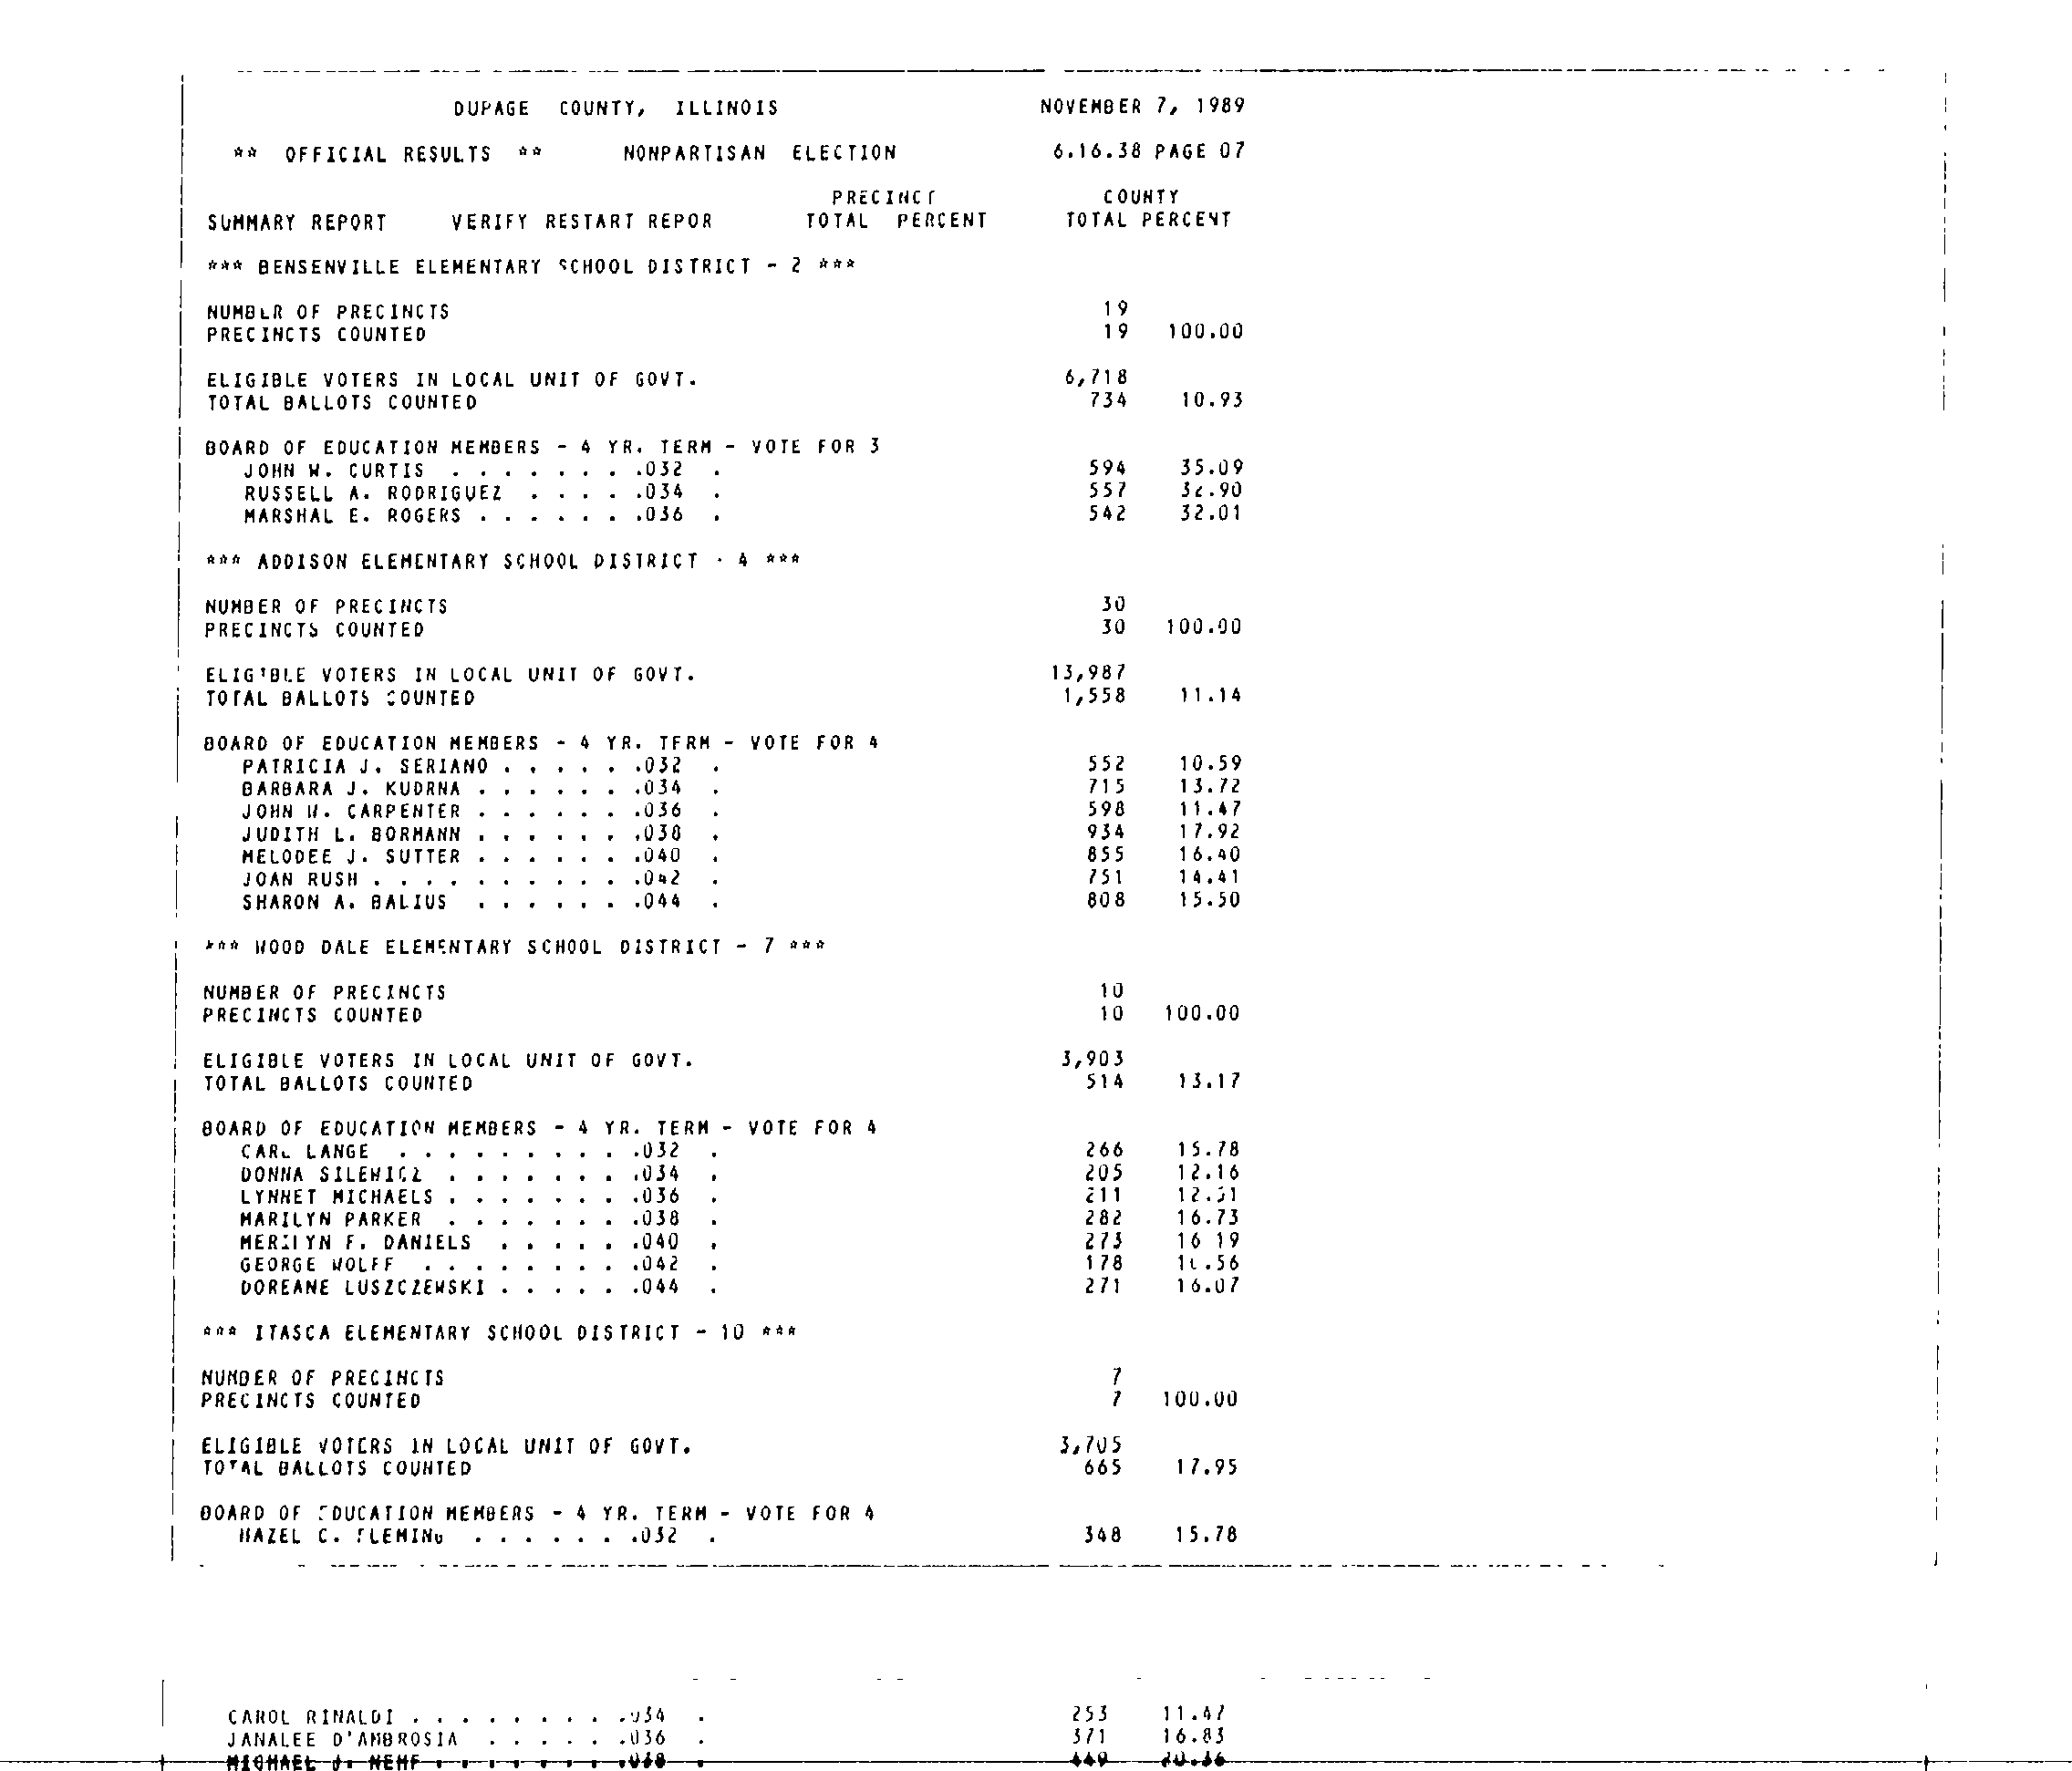 DUPAGE COUNTY, ILLINOIS NOVEMBER 7, 1989
** OFFICIAL RESULTS ** NONPARTISAN ELECTION 6.16.38 PAGE 07
PRECINCT COUNTY
SUMMARY REPORT VERIFY RESTART REPOR TOTAL PERCENT TOTAL PERCENT
*** BENSENVILLE ELEMENTARY SCHOOL DISTRICT - 2 ***
NUMBER OF PRECINCTS 19
PRECINCTS COUNTED 19 100.00
ELIGIBLE VOTERS IN LOCAL UNIT OF GOVT. 6,718
TOTAL BALLOTS COUNTED 734 10.93
BOARD OF EDUCATION MEMBERS - 4 YR. TERM - VOTE FOR 3
JOHN W. CURTIS . . . . . . . .032 . 594 35.09
RUSSELL A. RODRIGUEZ . . . . .034 . 557 32.90
MARSHAL E. ROGERS . . . . . . .036 . 542 32.01
*** ADDISON ELEMENTARY SCHOOL DISTRICT - 4 ***
NUMBER OF PRECINCTS 30
PRECINCTS COUNTED 30 100.00
ELIGIBLE VOTERS IN LOCAL UNIT OF GOVT. 13,987
TOTAL BALLOTS COUNTED 1,558 11.14
BOARD OF EDUCATION MEMBERS - 4 YR. TERM - VOTE FOR 4
PATRICIA J. SERIANO . . . . . .032 . 552 10.59
BARBARA J. KUDRNA . . . . . . .034 . 715 13.72
JOHN W. CARPENTER . . . . . . .036 . 598 11.47
JUDITH L. BORMANN . . . . . . .038 . 934 17.92
MELODEE J. SUTTER . . . . . . .040 . 855 16.40
JOAN RUSH . . . . . . . . . . .042 . 751 14.41
SHARON A. BALIUS . . . . . . .044 . 808 15.50
*** WOOD DALE ELEMENTARY SCHOOL DISTRICT - 7 ***
NUMBER OF PRECINCTS 10
PRECINCTS COUNTED 10 100.00
ELIGIBLE VOTERS IN LOCAL UNIT OF GOVT. 3,903
TOTAL BALLOTS COUNTED 514 13.17
BOARD OF EDUCATION MEMBERS - 4 YR. TERM - VOTE FOR 4
CARL LANGE . . . . . . . . . .032 . 266 15.78
DONNA SILEWICZ . . . . . . . .034 . 205 12.16
LYNNET MICHAELS . . . . . . . .036 . 211 12.51
MARILYN PARKER . . . . . . . .038 . 282 16.73
MERILYN F. DANIELS . . . . . .040 . 273 16.19
GEORGE WOLFF . . . . . . . . .042 . 178 10.56
DOREANE LUSZCZEWSKI . . . . . .044 . 271 16.07
*** ITASCA ELEMENTARY SCHOOL DISTRICT - 10 ***
NUMBER OF PRECINCTS 7
PRECINCTS COUNTED 7 100.00
ELIGIBLE VOTERS IN LOCAL UNIT OF GOVT. 3,705
TOTAL BALLOTS COUNTED 665 17.95
BOARD OF EDUCATION MEMBERS - 4 YR. TERM - VOTE FOR 4
HAZEL C. FLEMING . . . . . . .032 . 348 15.78
CAROL RINALDI . . . . . . . . .034 . 253 11.47
JANALEE D'AMBROSIA . . . . . .036 . 371 16.83
MICHAEL J. . . . . . . . .038 . 449 20.36